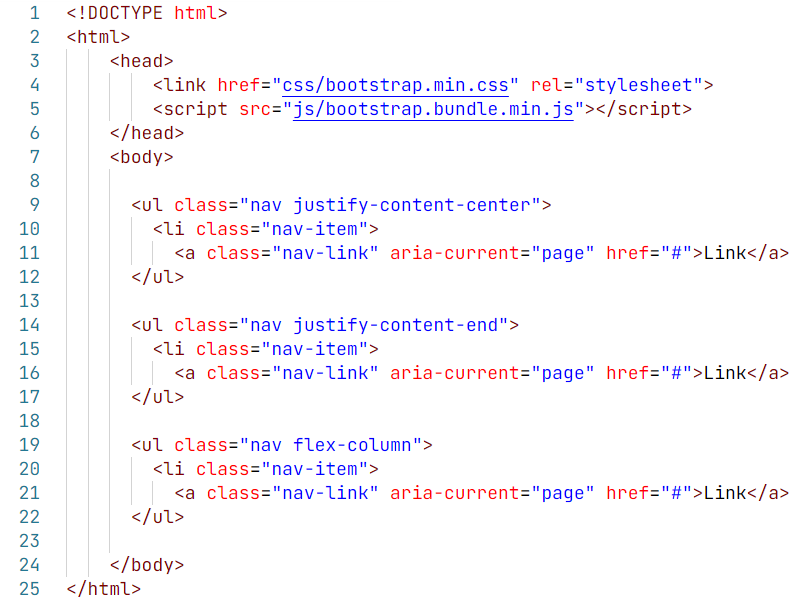 1 <!DOCTYPE html>
2 <html>
3     <head>
4         <link href="css/bootstrap.min.css" rel="stylesheet">
5         <script src="js/bootstrap.bundle.min.js"></script>
6     </head>
7     <body>
8
9       <ul class="nav justify-content-center">
10         <li class="nav-item">
11           <a class="nav-link" aria-current="page" href="#">Link</a>
12       </ul>
13
14       <ul class="nav justify-content-end">
15         <li class="nav-item">
16           <a class="nav-link" aria-current="page" href="#">Link</a>
17       </ul>
18
19       <ul class="nav flex-column">
20         <li class="nav-item">
21           <a class="nav-link" aria-current="page" href="#">Link</a>
22       </ul>
23
24     </body>
25 </html>